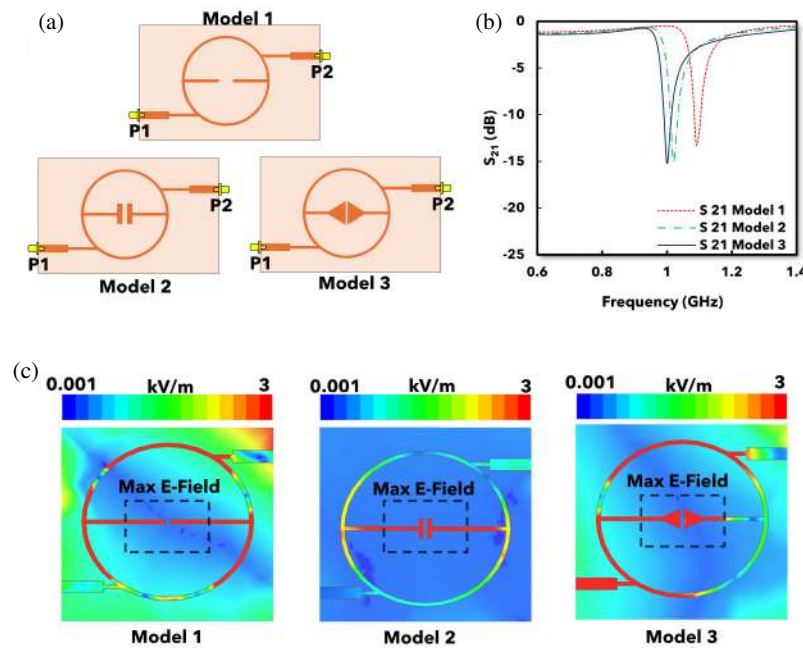 (a)
Model 1
P2
P1
P2
P1
Model 2
P2
P1
Model 3
(b)
0
-5
-10
-15
-20
-25
S21 (dB)
S 21 Model 1
S 21 Model 2
S 21 Model 3
0.6 0.8 1 1.2 1.4
Frequency (GHz)
(c)
0.001 kV/m 3
Max E-Field
Model 1
0.001 kV/m 3
Max E-Field
Model 2
0.001 kV/m 3
Max E-Field
Model 3